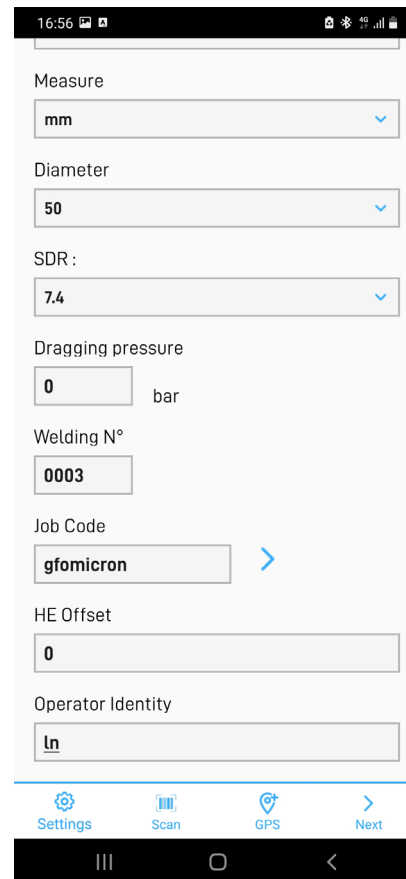 16:56
4G
Measure
mm
Diameter
50
SDR :
7.4
Dragging pressure
0
bar
Welding N°
0003
Job Code
gfomicron
HE Offset
0
Operator Identity
ln
Settings
Scan
GPS
Next